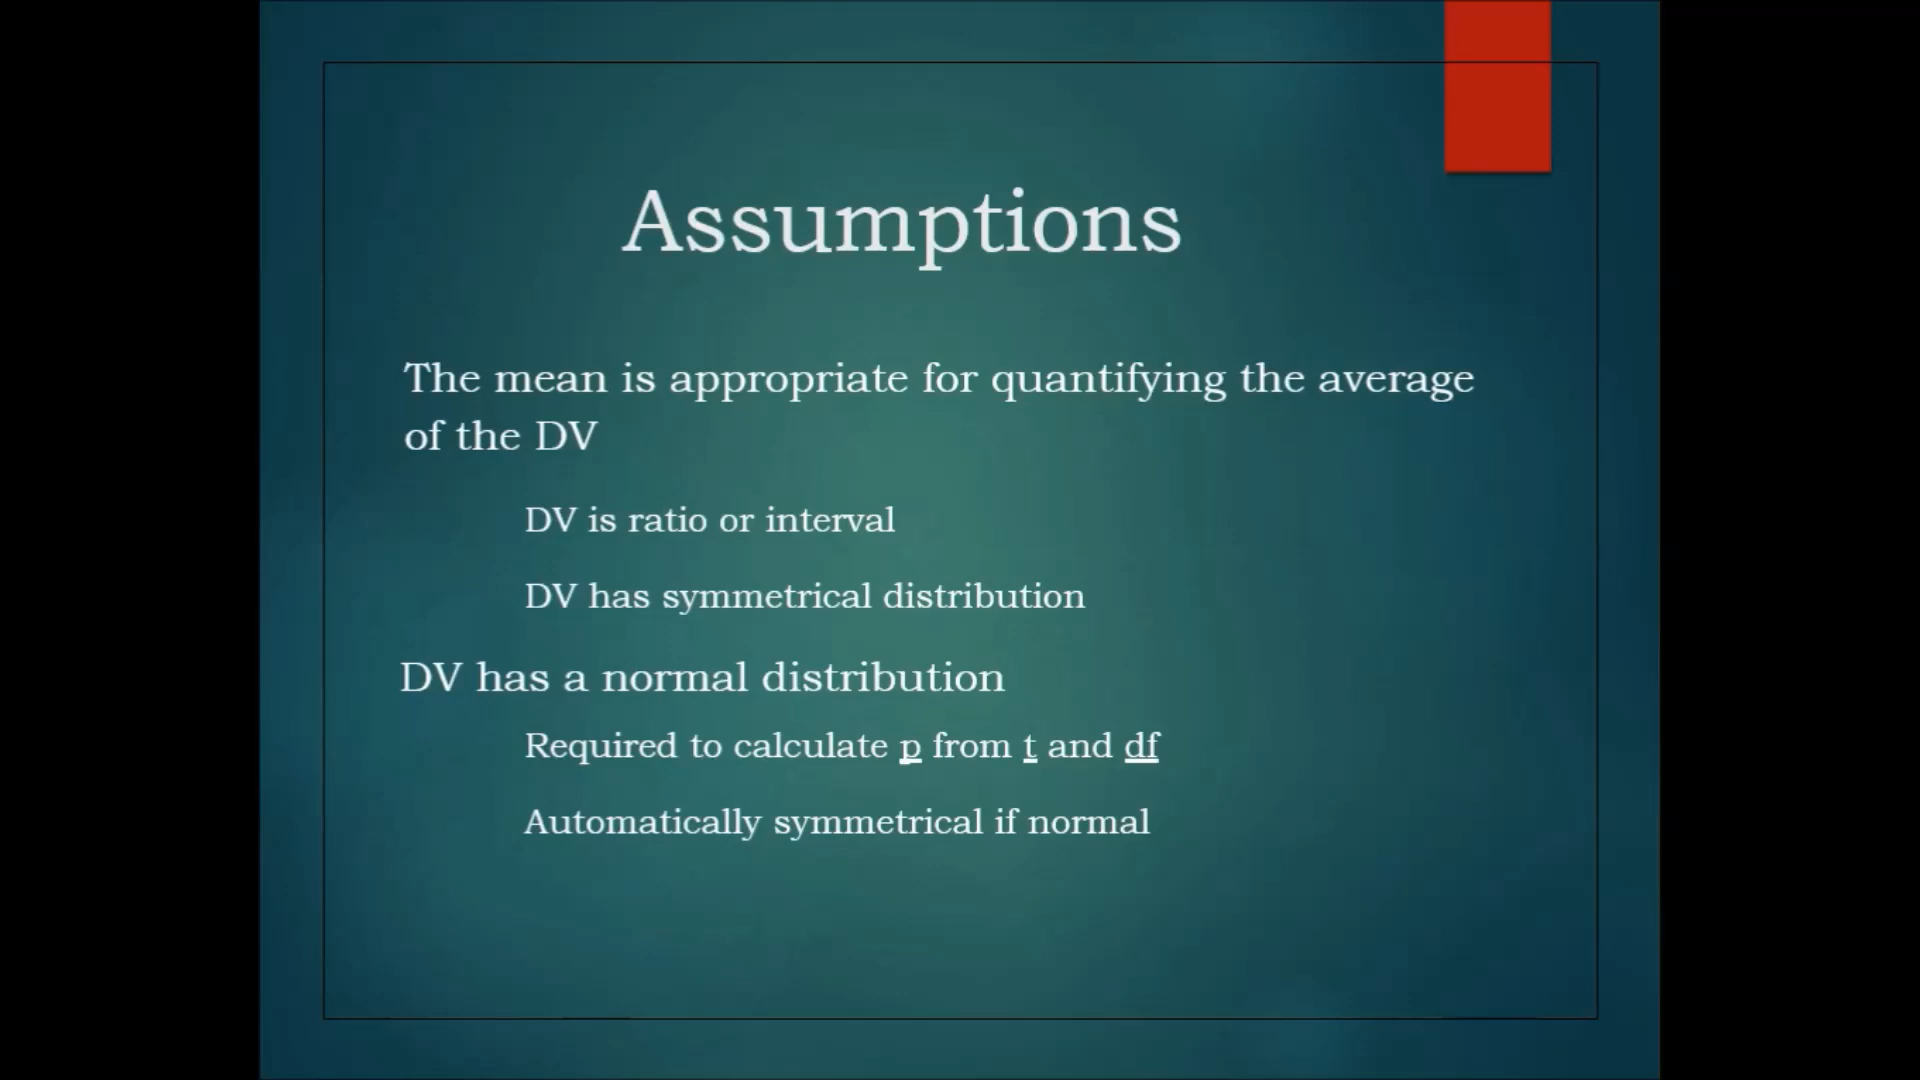 Assumptions
The mean is appropriate for quantifying the average
of the DV
DV is ratio or interval
DV has symmetrical distribution
DV has a normal distribution
Required to calculate p from t and df
Automatically symmetrical if normal